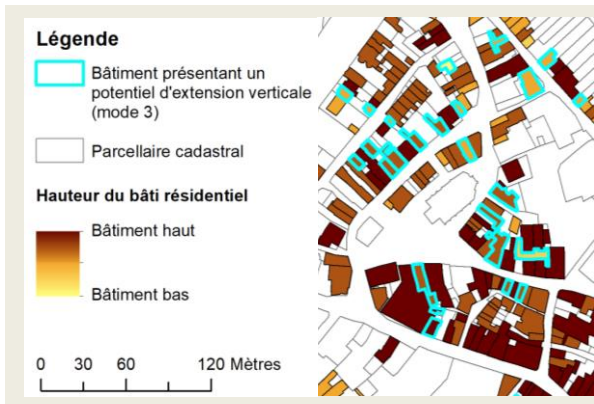 Légende
Bâtiment présentant un
potentiel d'extension verticale
(mode 3)
Parcellaire cadastral
Hauteur du bâti résidentiel
Bâtiment haut
Bâtiment bas
0 30 60 120 Mètres